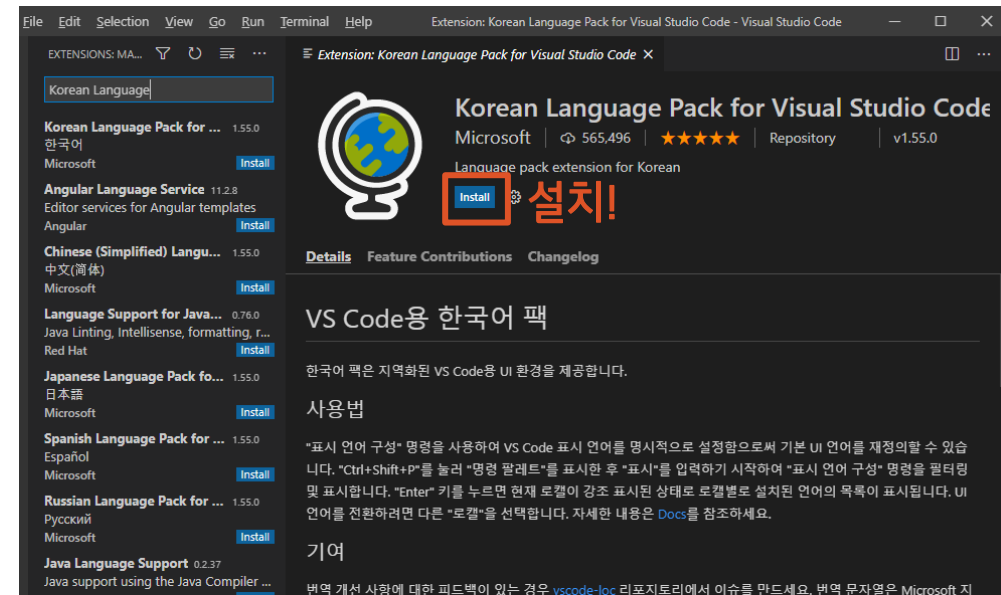 File Edit Selection View Go Run Terminal Help Extension: Korean Language Pack for Visual Studio Code - Visual Studio Code
EXTENSIONS: MA...
Korean Language
Korean Language Pack for ... 1.55.0
한국어
Microsoft Install
Angular Language Service 11.2.8
Editor services for Angular templates
Angular Install
Chinese (Simplified) Langu... 1.55.0
中文(简体)
Microsoft Install
Language Support for Java... 0.76.0
Java Linting, Intellisense, formatting, r...
Red Hat Install
Japanese Language Pack fo... 1.55.0
日本語
Microsoft Install
Spanish Language Pack for ... 1.55.0
Español
Microsoft Install
Russian Language Pack for ... 1.55.0
Русский
Microsoft Install
Java Language Support 0.2.37
Java support using the Java Compiler ...
Extension: Korean Language Pack for Visual Studio Code
Korean Language Pack for Visual Studio Code
Microsoft 565,496 ★★★★★ Repository v1.55.0
Language pack extension for Korean
Install 설치!
Details Feature Contributions Changelog
VS Code용 한국어 팩
한국어 팩은 지역화된 VS Code용 UI 환경을 제공합니다.
사용법
"표시 언어 구성" 명령을 사용하여 VS Code 표시 언어를 명시적으로 설정함으로써 기본 UI 언어를 재정의할 수 있습
니다. "Ctrl+Shift+P"를 눌러 "명령 팔레트"를 표시한 후 "표시"를 입력하기 시작하여 "표시 언어 구성" 명령을 필터링
및 표시합니다. "Enter" 키를 누르면 현재 로캘이 강조 표시된 상태로 로캘별로 설치된 언어의 목록이 표시됩니다. UI
언어를 전환하려면 다른 "로캘"을 선택합니다. 자세한 내용은 Docs를 참조하세요.
기여
번역 개선 사항에 대한 피드백이 있는 경우 vscode-loc 리포지토리에서 이슈를 만드세요. 번역 문자열은 Microsoft 지